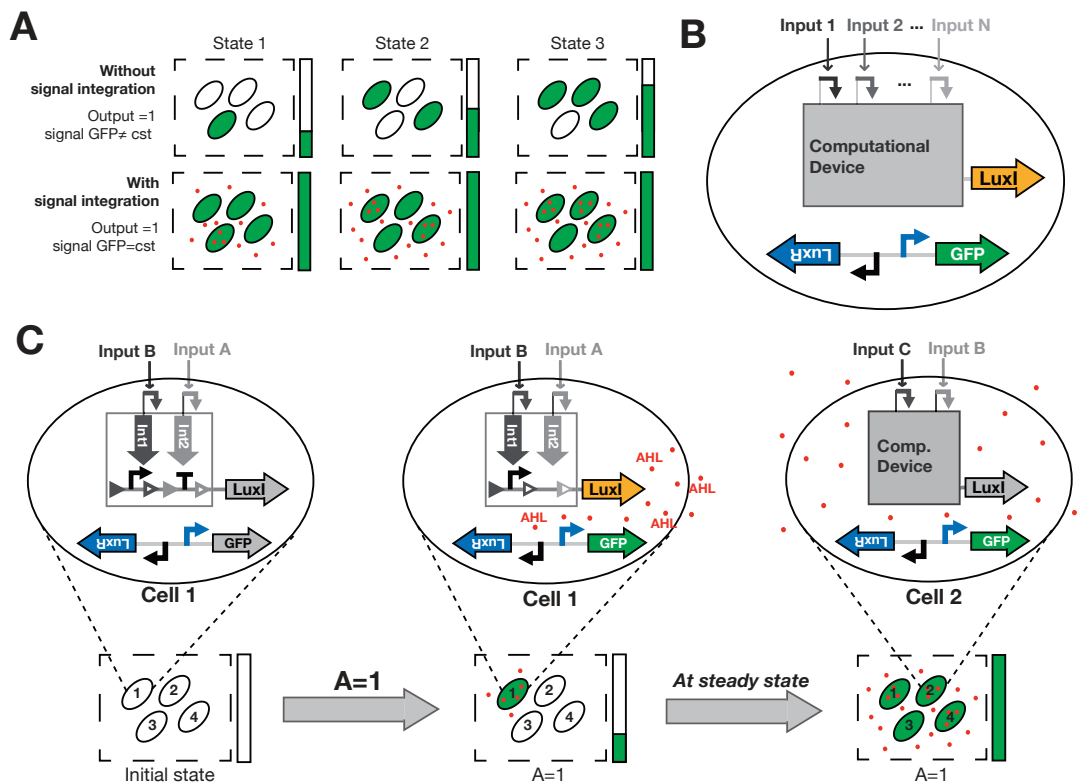 A
State 1
State 2
State 3
Without
signal integration
Output =1
signal GFP≠ cst
With
signal integration
Output =1
signal GFP=cst
B
Input 1
Input 2
...
Input N
...
Computational
Device
LuxI
LuxR
GFP
C
Input B
Input A
Int1
Int2
LuxI
LuxR
GFP
Cell 1
Input B
Input A
Int1
Int2
LuxI
AHL
AHL
AHL
AHL
LuxR
GFP
Cell 1
Input C
Input B
Comp.
Device
LuxI
LuxR
GFP
Cell 2
1
2
3
4
Initial state
A=1
1
2
3
4
A=1
At steady state
1
2
3
4
A=1